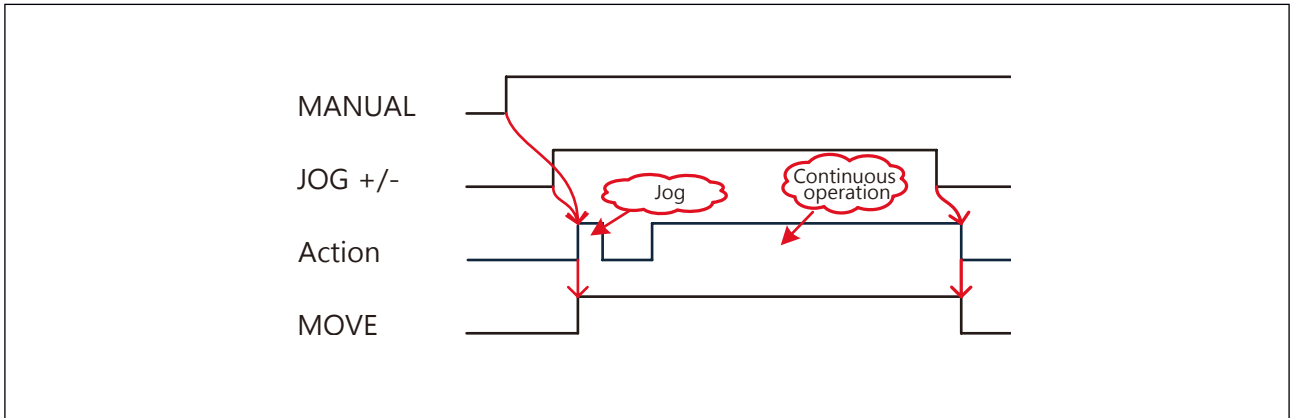 MANUAL
JOG +/-
Jog
Continuous
operation
Action
MOVE